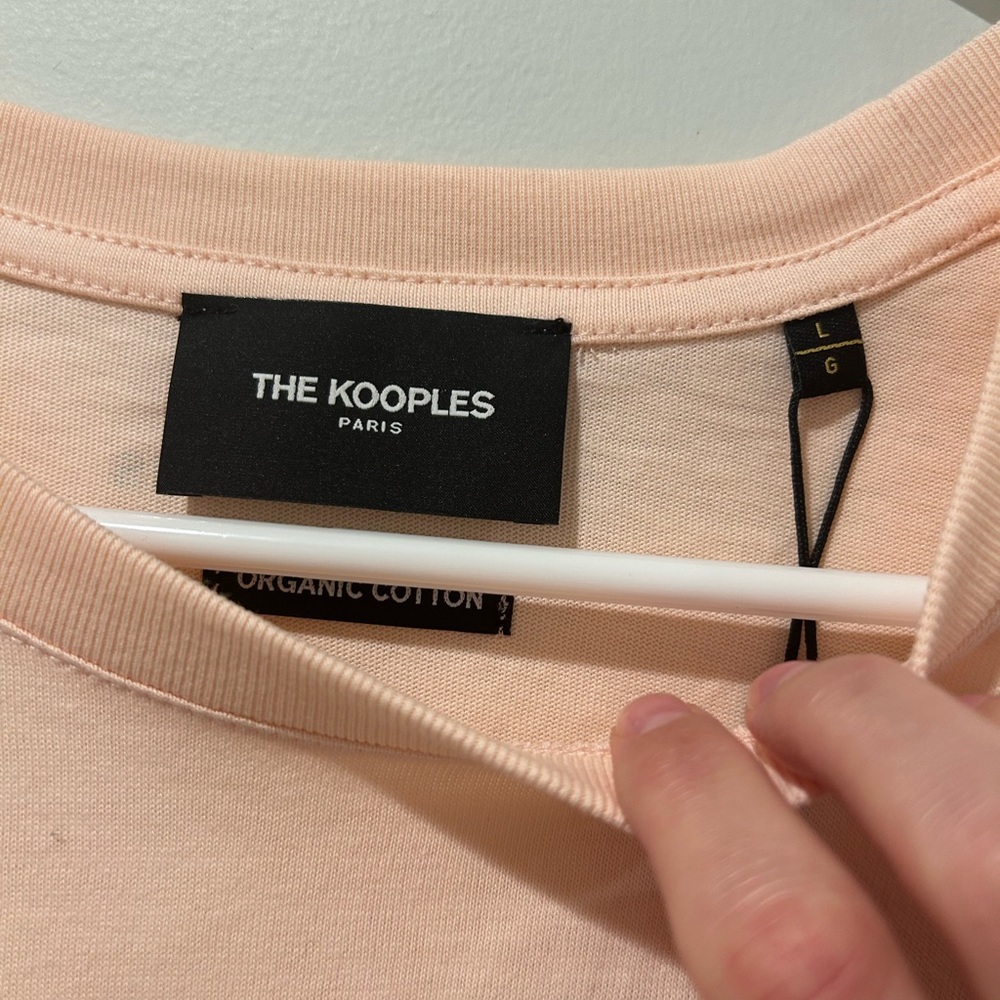 THE KOOPLES
PARIS
L
G
ORGANIC COTTON